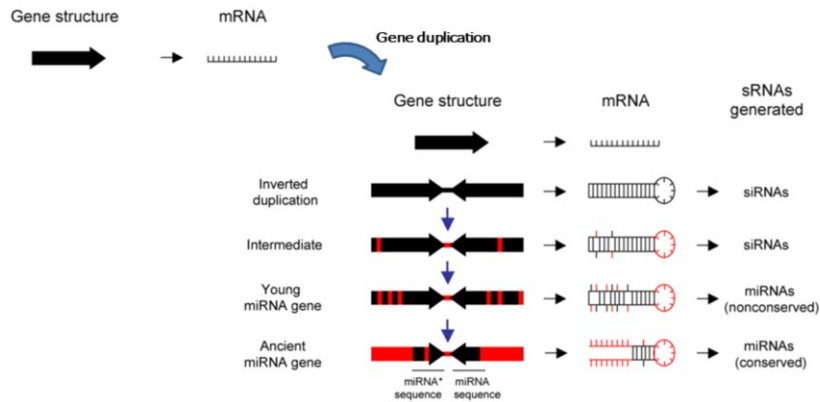 Gene structure
mRNA
Gene duplication
sRNAs
generated
Gene structure
mRNA
Inverted
duplication
siRNAs
Intermediate
siRNAs
Young
miRNA gene
miRNAs
(nonconserved)
Ancient
miRNA gene
miRNAs
(conserved)
miRNA*
sequence
miRNA
sequence